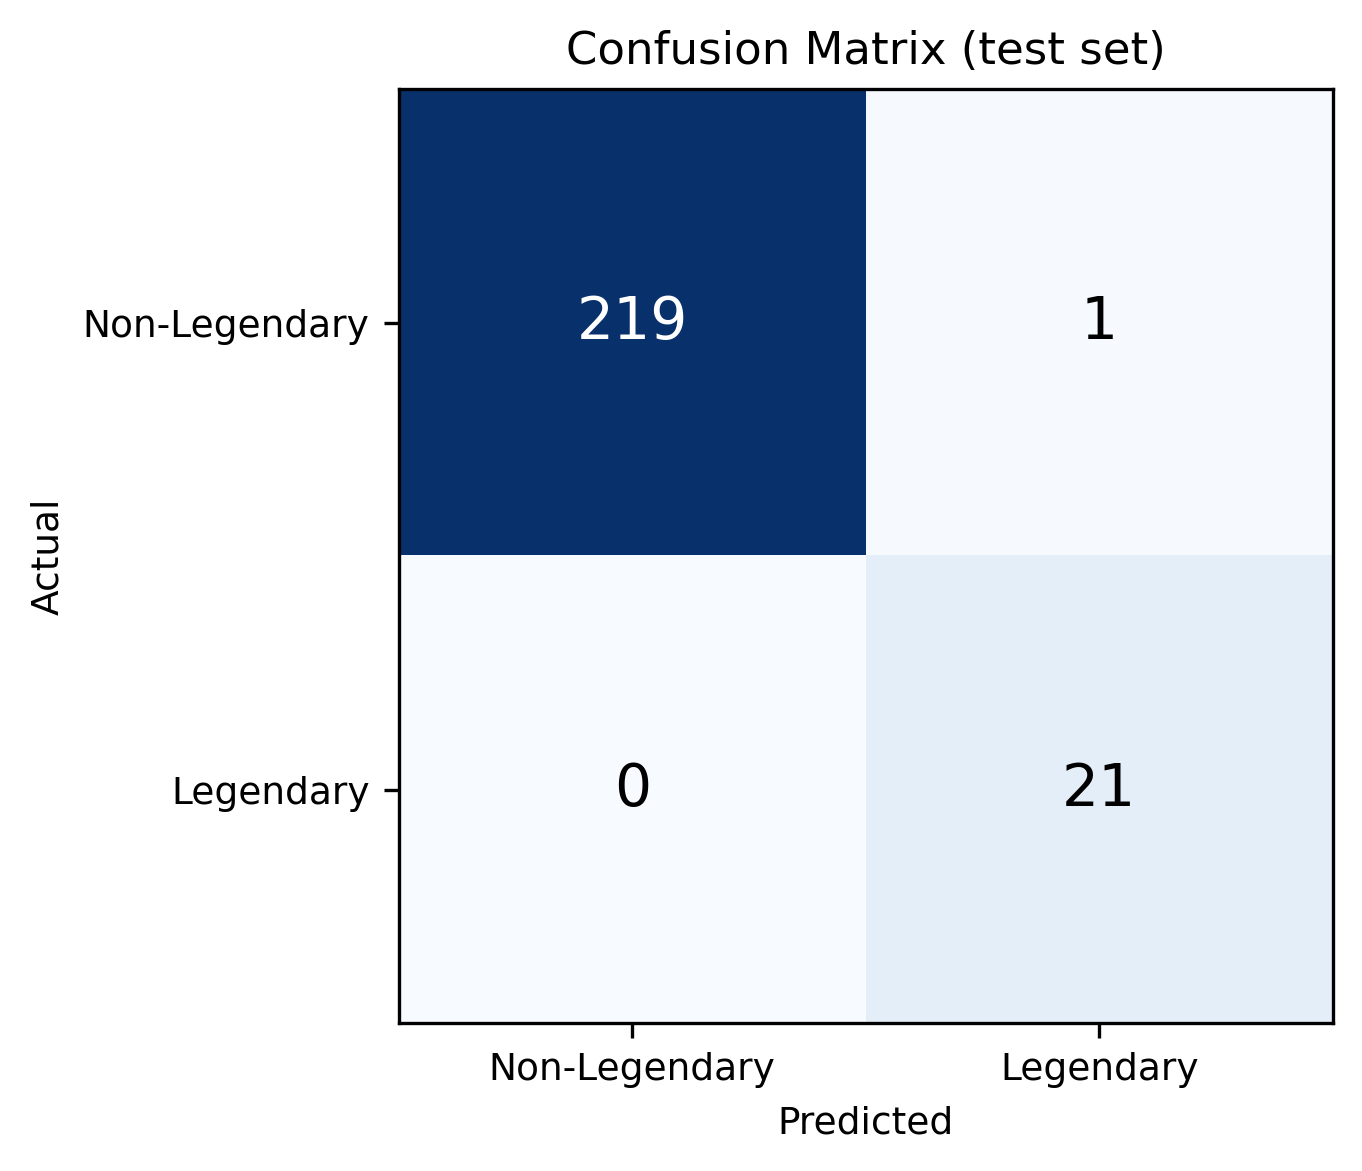 Confusion Matrix (test set)
Actual
Non-Legendary
219
1
Legendary
0
21
Non-Legendary
Legendary
Predicted